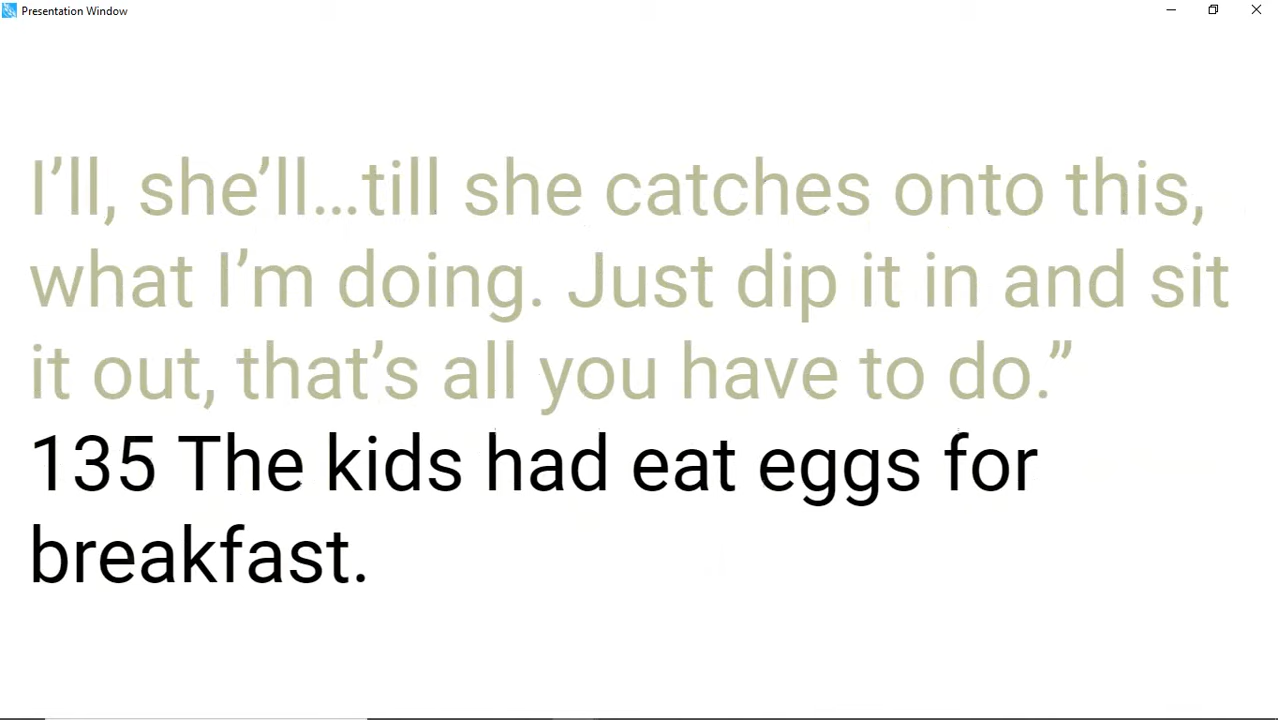 Presentation Window
I’ll, she’ll…till she catches onto this,
what I’m doing. Just dip it in and sit
it out, that’s all you have to do.”
135 The kids had eat eggs for
breakfast.